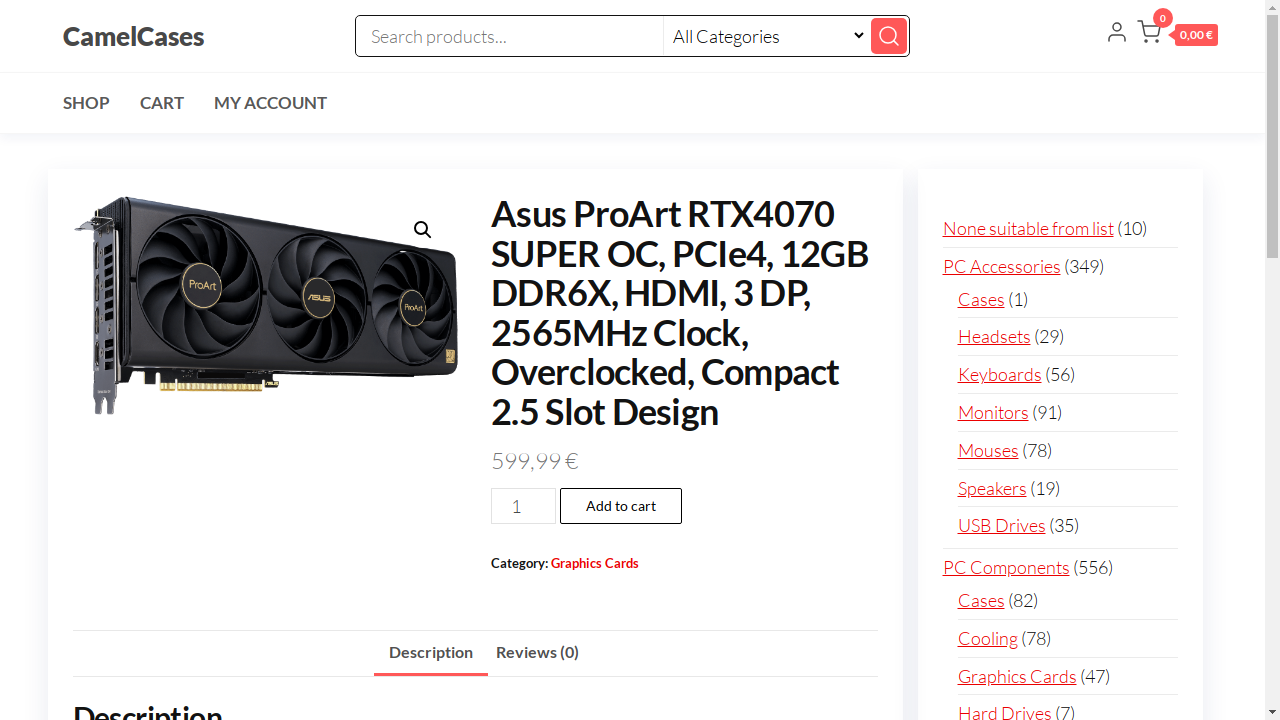 CamelCases
Search products...
All Categories
0
0,00 €
SHOP
CART
MY ACCOUNT
ProArt
ASUS
ProArt
Asus ProArt RTX4070
SUPER OC, PCIe4, 12GB
DDR6X, HDMI, 3 DP,
2565MHz Clock,
Overclocked, Compact
2.5 Slot Design
599,99 €
1
Add to cart
Category: Graphics Cards
Description
Reviews (0)
Description
None suitable from list (10)
PC Accessories (349)
Cases (1)
Headsets (29)
Keyboards (56)
Monitors (91)
Mouses (78)
Speakers (19)
USB Drives (35)
PC Components (556)
Cases (82)
Cooling (78)
Graphics Cards (47)
Hard Drives (7)